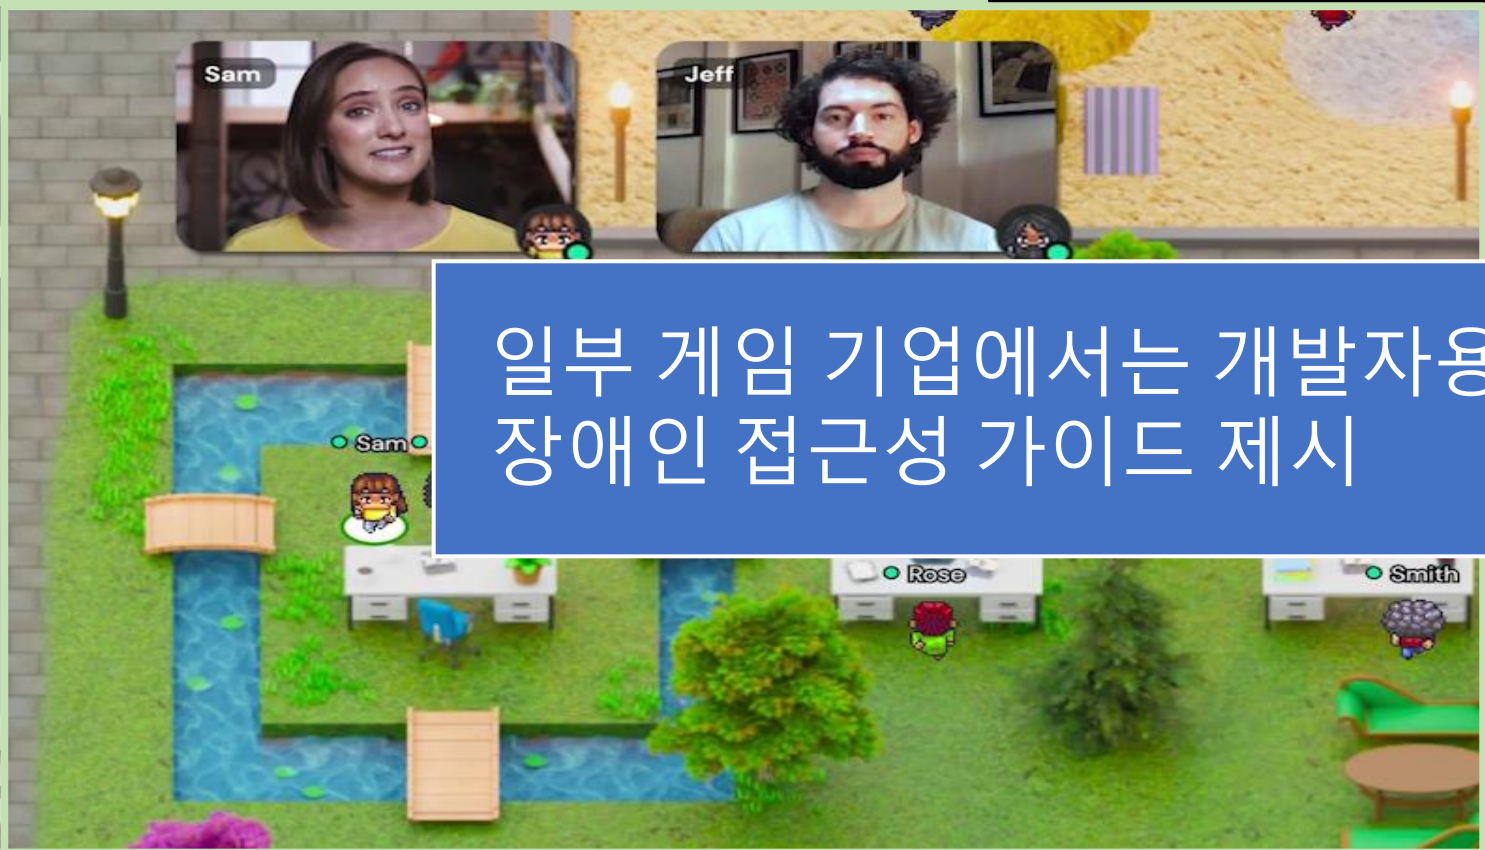 Sam
Jeff
일부 게임 기업에서는 개발자용
장애인 접근성 가이드 제시
Sam
Rose
Smith